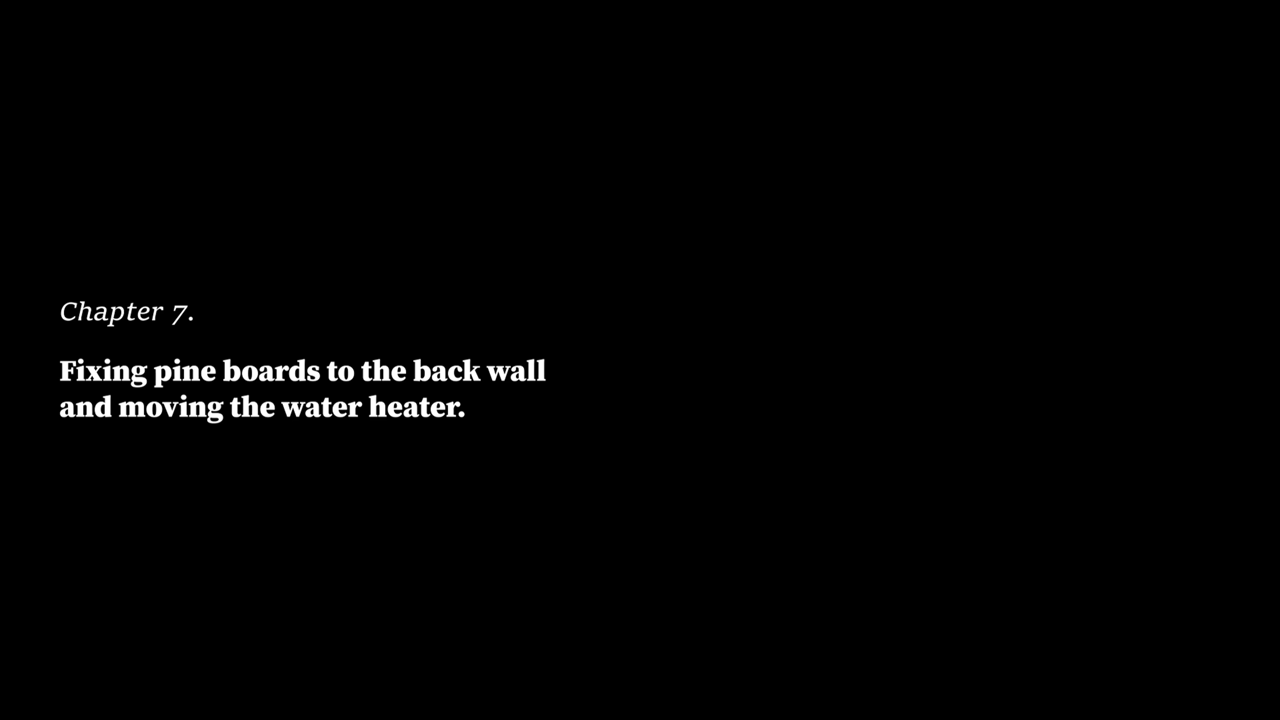 Chapter 7.
Fixing pine boards to the back wall
and moving the water heater.